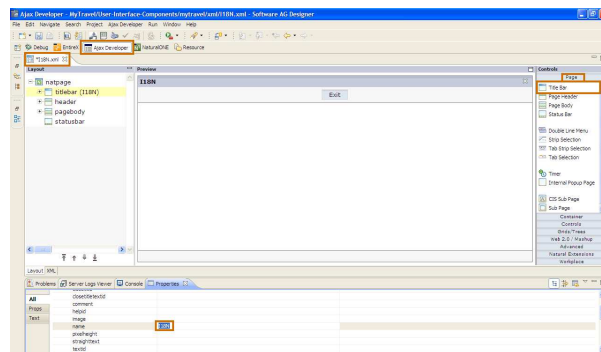 Ajax Developer - MyTravel/User-Interface-Components/mytravel/xml/I18N.xml - Software AG Designer
File Edit Navigate Search Project Ajax Developer Run Window Help
Debug EntireX Ajax Developer NaturalONE Resource
*I18N.xml
Layout
natpage
titlebar (I18N)
header
pagebody
statusbar
Layout XML
Preview
I18N
Exit
Controls
Page
Title Bar
Page Header
Page Body
Status Bar
Double Line Menu
Strip Selection
Tab Strip Selection
Tab Selection
Timer
Internal Popup Page
CIS Sub Page
Sub Page
Container
Controls
Grids/Trees
Web 2.0 / Mashup
Advanced
Natural Extensions
Workplace
Problems Server Logs Viewer Console Properties
All
Props
Text
closetitletextid
comment
helpid
image
name I18N
pixelheight
straighttext
textid